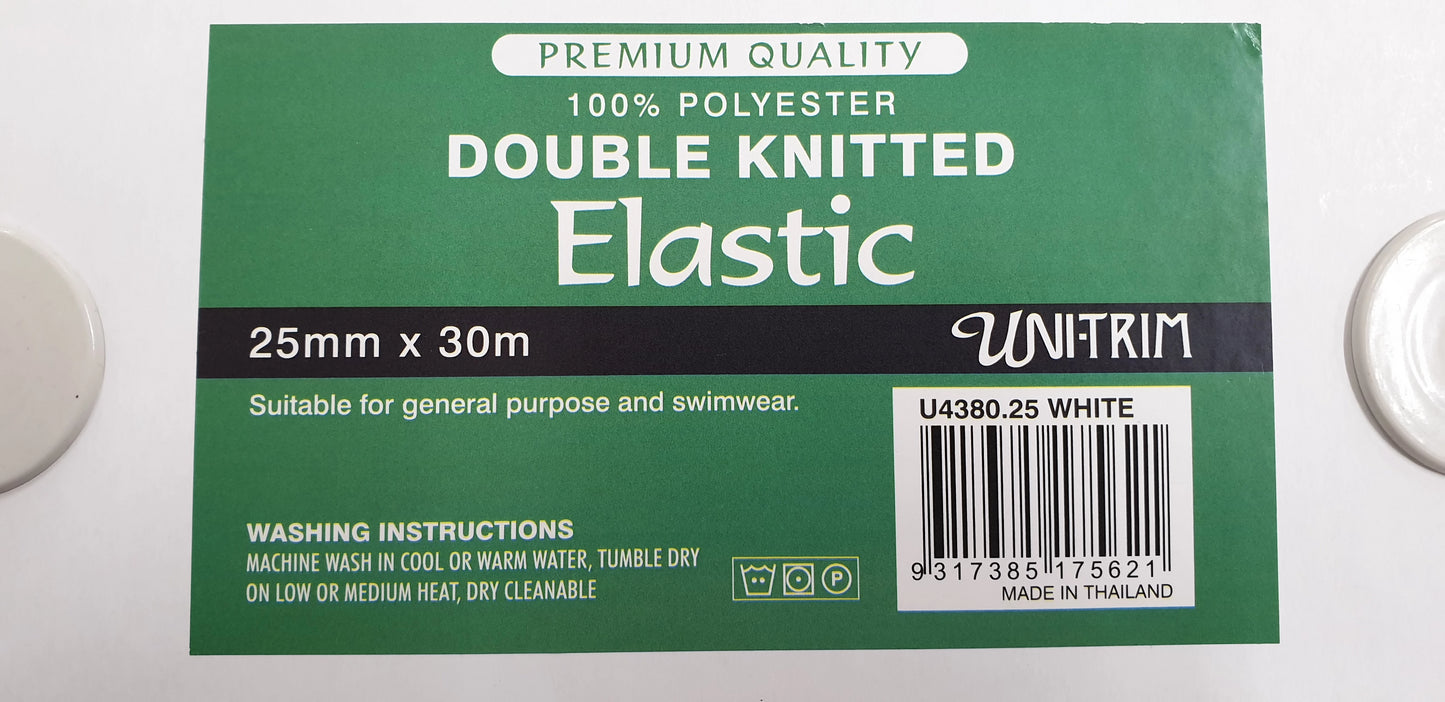 PREMIUM QUALITY
100% POLYESTER
DOUBLE KNITTED
Elastic
25mm x 30m
UNI-TRIM
Suitable for general purpose and swimwear.
U4380.25 WHITE
WASHING INSTRUCTIONS
MACHINE WASH IN COOL OR WARM WATER, TUMBLE DRY
ON LOW OR MEDIUM HEAT, DRY CLEANABLE
P
9 317385 175621
MADE IN THAILAND